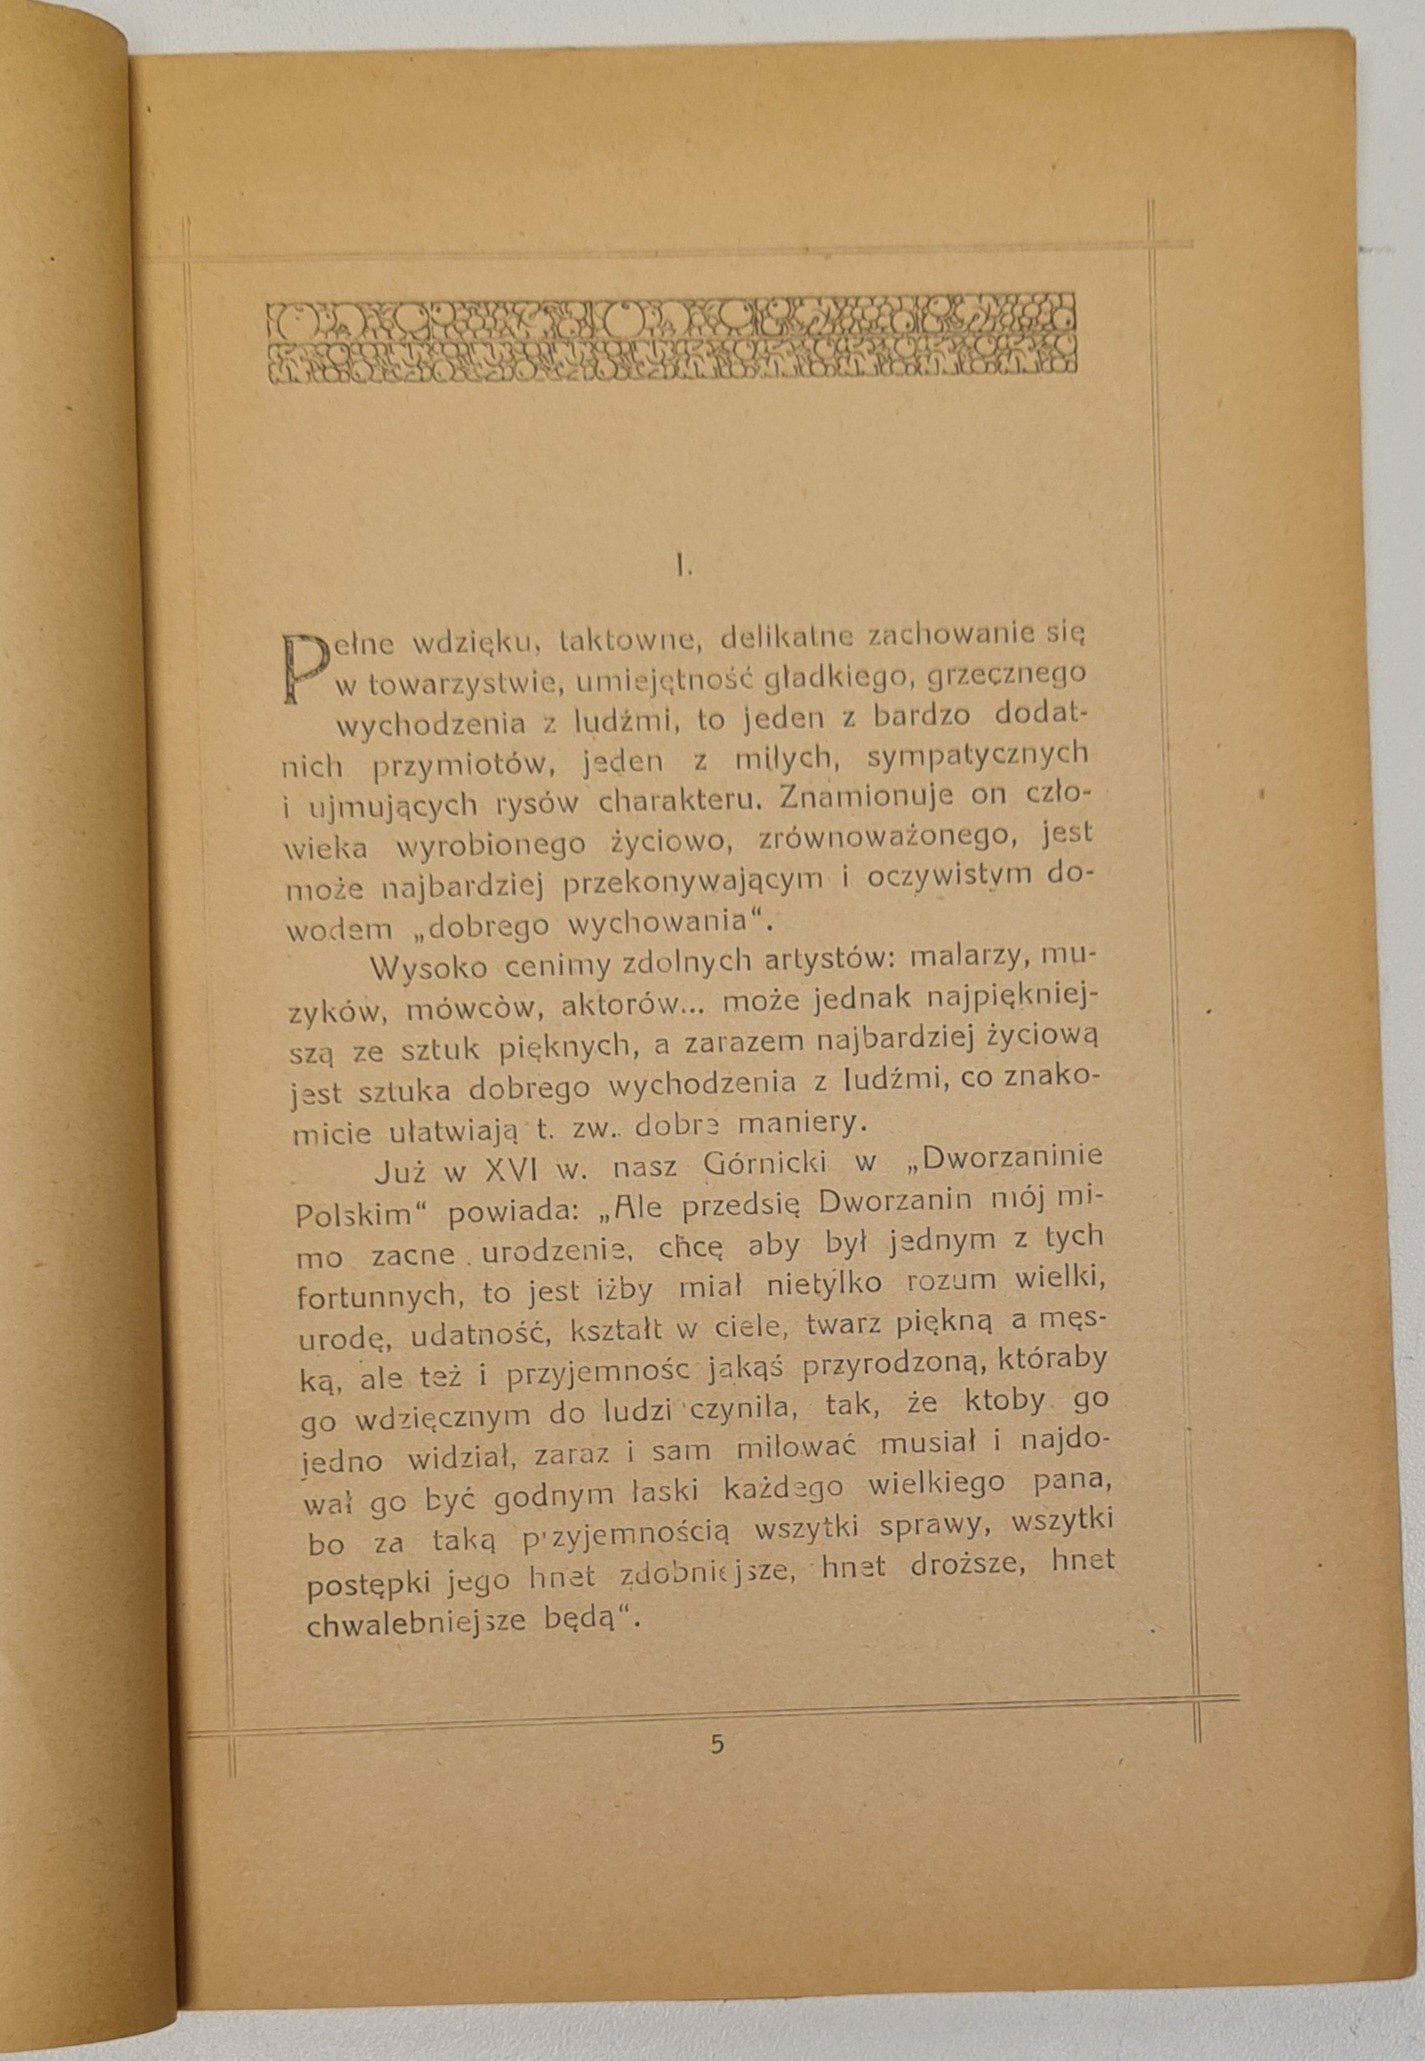 I.
Pełne wdzięku, taktowne, delikatne zachowanie się
w towarzystwie, umiejętność gładkiego, grzecznego
wychodzenia z ludźmi, to jeden z bardzo dodat-
nich przymiotów, jeden z miłych, sympatycznych
i ujmujących rysów charakteru. Znamionuje on czło-
wieka wyrobionego życiowo, zrównoważonego, jest
może najbardziej przekonywającym i oczywistym do-
wodem „dobrego wychowania“.
Wysoko cenimy zdolnych artystów: malarzy, mu-
zyków, mówców, aktorów... może jednak najpiękniej-
szą ze sztuk pięknych, a zarazem najbardziej życiową
jest sztuka dobrego wychodzenia z ludźmi, co znako-
micie ułatwiają t. zw. dobre maniery.
Już w XVI w. nasz Górnicki w „Dworzaninie
Polskim“ powiada: „Ale przedsię Dworzanin mój mi-
mo zacne urodzenie, chcę aby był jednym z tych
fortunnych, to jest iżby miał nietylko rozum wielki,
urodę, udatność, kształt w ciele, twarz piękną a męs-
ką, ale też i przyjemnośc jakąś przyrodzoną, któraby
go wdzięcznym do ludzi czyniła, tak, że ktoby go
jedno widział, zaraz i sam miłować musiał i najdo-
wał go być godnym łaski każdego wielkiego pana,
bo za taką przyjemnością wszytki sprawy, wszytki
postępki jego hnet zdobniejsze, hnet droższe, hnet
chwalebniejsze będą“.
5